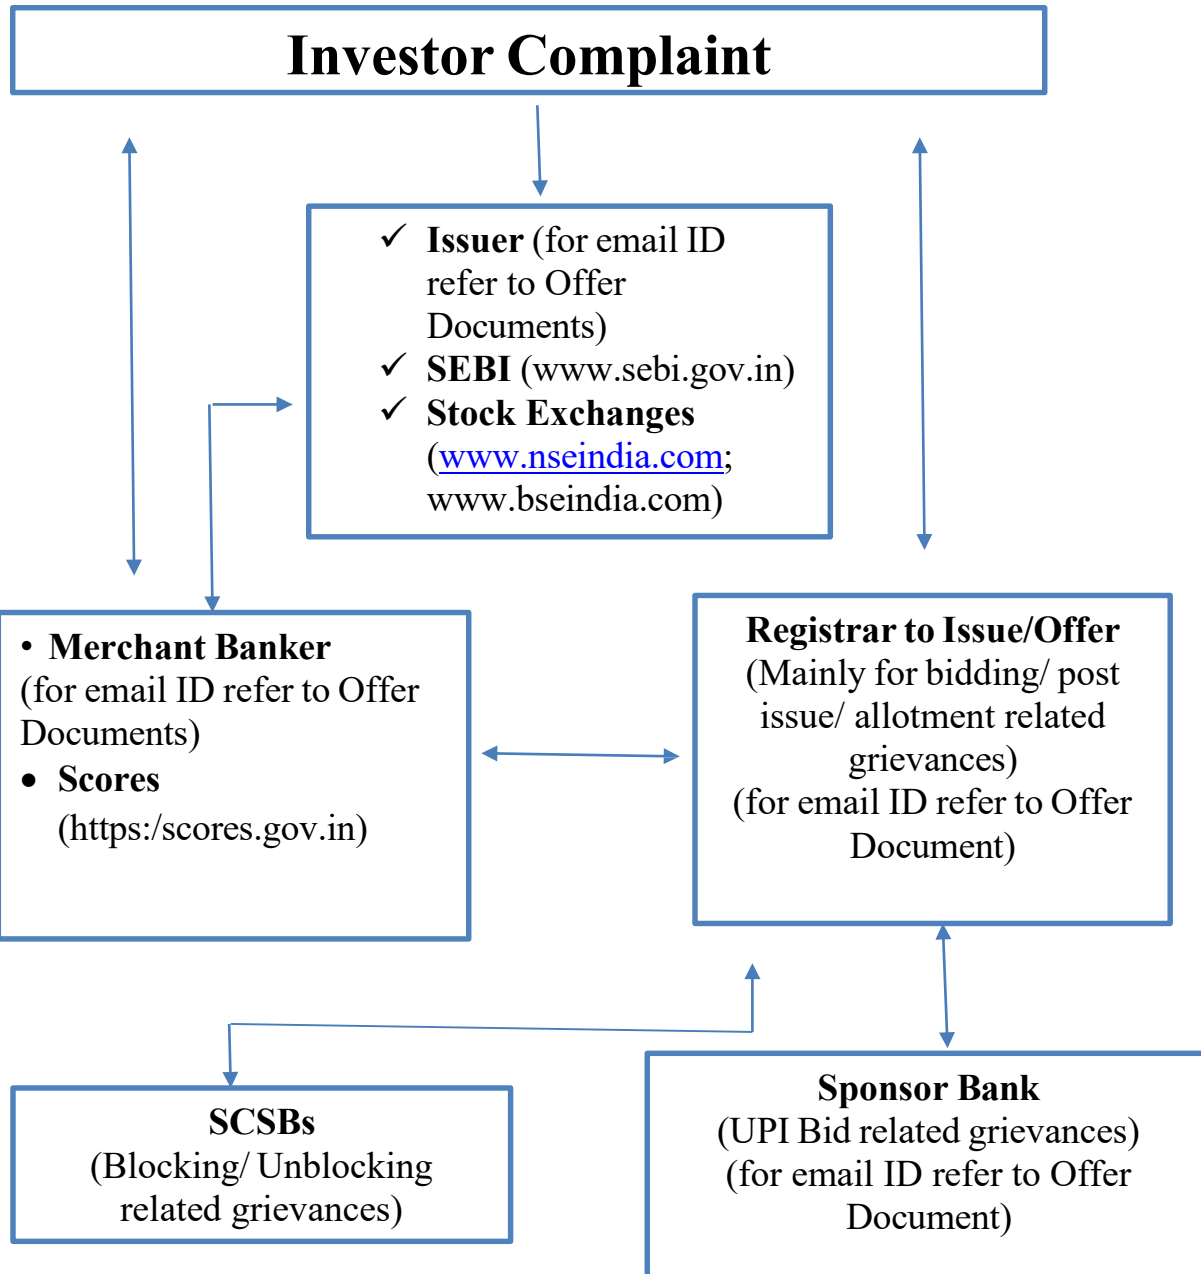 Investor Complaint
✓ Issuer (for email ID
refer to Offer
Documents)
✓ SEBI (www.sebi.gov.in)
✓ Stock Exchanges
(www.nseindia.com;
www.bseindia.com)
• Merchant Banker
(for email ID refer to Offer
Documents)
• Scores
(https:/scores.gov.in)
Registrar to Issue/Offer
(Mainly for bidding/ post
issue/ allotment related
grievances)
(for email ID refer to Offer
Document)
SCSBs
(Blocking/ Unblocking
related grievances)
Sponsor Bank
(UPI Bid related grievances)
(for email ID refer to Offer
Document)